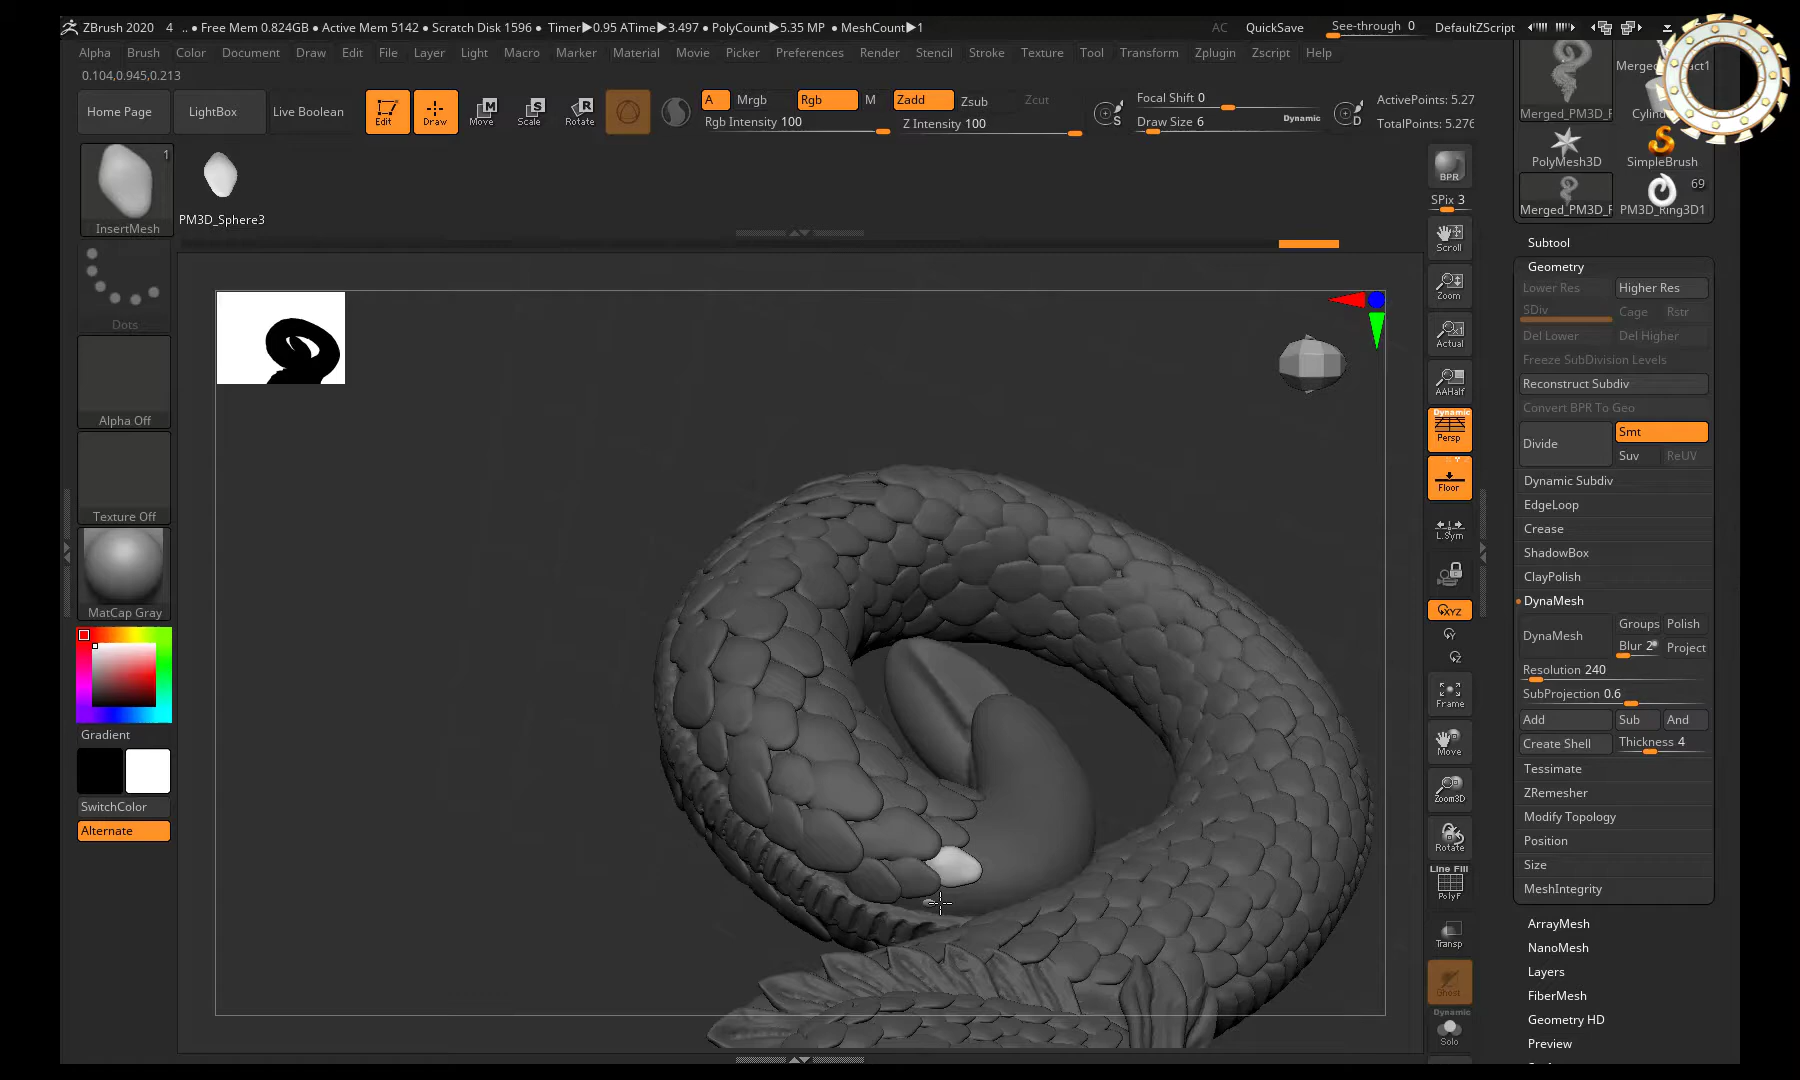 ZBrush 2020 4 .. • Free Mem 0.824GB • Active Mem 5142 • Scratch Disk 1596 • Timer▶0.95 ATime▶3.497 • PolyCount▶5.35 MP • MeshCount▶1 AC QuickSave See-through 0 DefaultZScript
Alpha Brush Color Document Draw Edit File Layer Light Macro Marker Material Movie Picker Preferences Render Stencil Stroke Texture Tool Transform Zplugin Zscript Help
0.104,0.945,0.213
Home Page LightBox Live Boolean Edit Draw Move Scale Rotate
A Mrgb Rgb M Zadd Zsub Zcut
Rgb Intensity 100 Z Intensity 100
S Focal Shift 0
Draw Size 6 Dynamic D
ActivePoints: 5.27
TotalPoints: 5.276
1
InsertMesh
PM3D_Sphere3
Dots
Alpha Off
Texture Off
MatCap Gray
Gradient
SwitchColor
Alternate
BPR
SPix 3
Scroll
Zoom
Actual
AAHalf
Dynamic
Persp
Floor
L.Sym
XYZ
Frame
Move
Zoom3D
Rotate
Line Fill
PolyF
Transp
Ghost
Dynamic
Solo
Merged_PM3D_F
PolyMesh3D SimpleBrush
69
Merged_PM3D_F PM3D_Ring3D1
Subtool
Geometry
Lower Res Higher Res
SDiv Cage Rstr
Del Lower Del Higher
Freeze SubDivision Levels
Reconstruct Subdiv
Convert BPR To Geo
Divide Smt
Suv ReUV
Dynamic Subdiv
EdgeLoop
Crease
ShadowBox
ClayPolish
DynaMesh
DynaMesh Groups Polish
Blur 2 Project
Resolution 240
SubProjection 0.6
Add Sub And
Create Shell Thickness 4
Tessimate
ZRemesher
Modify Topology
Position
Size
MeshIntegrity
ArrayMesh
NanoMesh
Layers
FiberMesh
Geometry HD
Preview